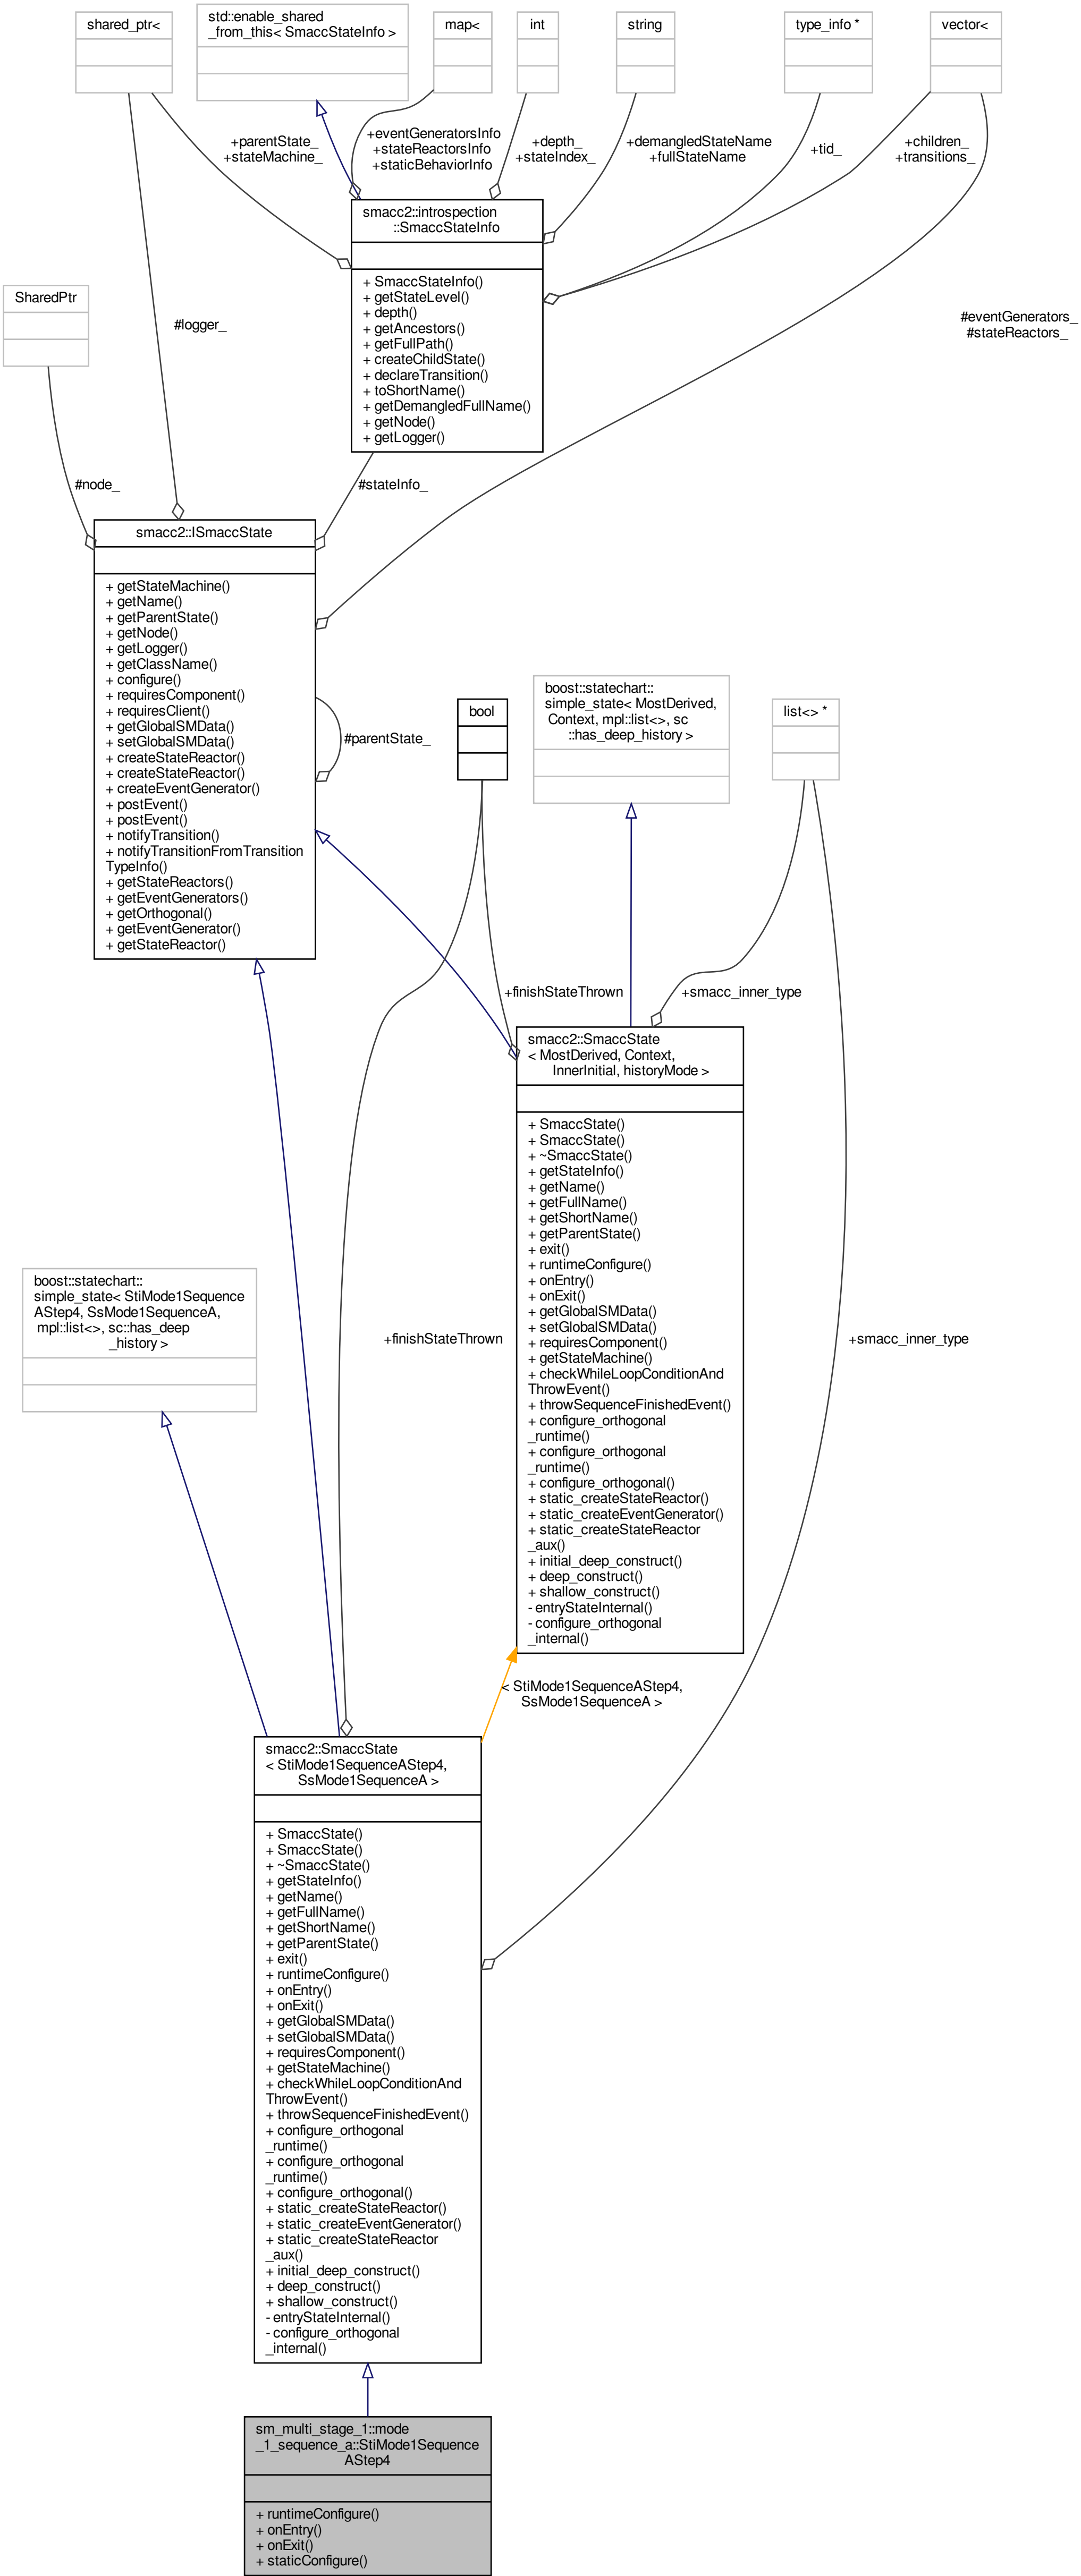 shared_ptr<
std::enable_shared
_from_this< SmaccStateInfo >
map<
int
string
type_info *
vector<
+parentState_
+stateMachine_
+eventGeneratorsInfo
+stateReactorsInfo
+staticBehaviorInfo
+depth_
+stateIndex_
+demangledStateName
+fullStateName
+tid_
+children_
+transitions_
smacc2::introspection
::SmaccStateInfo
+ SmaccStateInfo()
+ getStateLevel()
+ depth()
+ getAncestors()
+ getFullPath()
+ createChildState()
+ declareTransition()
+ toShortName()
+ getDemangledFullName()
+ getNode()
+ getLogger()
SharedPtr
#logger_
#eventGenerators_
#stateReactors_
#node_
#stateInfo_
smacc2::ISmaccState
+ getStateMachine()
+ getName()
+ getParentState()
+ getNode()
+ getLogger()
+ getClassName()
+ configure()
+ requiresComponent()
+ requiresClient()
+ getGlobalSMData()
+ setGlobalSMData()
+ createStateReactor()
+ createStateReactor()
+ createEventGenerator()
+ postEvent()
+ postEvent()
+ notifyTransition()
+ notifyTransitionFromTransition
TypeInfo()
+ getStateReactors()
+ getEventGenerators()
+ getOrthogonal()
+ getEventGenerator()
+ getStateReactor()
#parentState_
bool
boost::statechart::
simple_state< MostDerived,
Context, mpl::list<>, sc
::has_deep_history >
list<> *
+finishStateThrown
+smacc_inner_type
smacc2::SmaccState
< MostDerived, Context,
InnerInitial, historyMode >
+ SmaccState()
+ SmaccState()
+ ~SmaccState()
+ getStateInfo()
+ getName()
+ getFullName()
+ getShortName()
+ getParentState()
+ exit()
+ runtimeConfigure()
+ onEntry()
+ onExit()
+ getGlobalSMData()
+ setGlobalSMData()
+ requiresComponent()
+ getStateMachine()
+ checkWhileLoopConditionAnd
ThrowEvent()
+ throwSequenceFinishedEvent()
+ configure_orthogonal
_runtime()
+ configure_orthogonal
_runtime()
+ configure_orthogonal()
+ static_createStateReactor()
+ static_createEventGenerator()
+ static_createStateReactor
_aux()
+ initial_deep_construct()
+ deep_construct()
+ shallow_construct()
- entryStateInternal()
- configure_orthogonal
_internal()
boost::statechart::
simple_state< StiMode1Sequence
AStep4, SsMode1SequenceA,
mpl::list<>, sc::has_deep
_history >
+finishStateThrown
+smacc_inner_type
< StiMode1SequenceAStep4,
SsMode1SequenceA >
smacc2::SmaccState
< StiMode1SequenceAStep4,
SsMode1SequenceA >
+ SmaccState()
+ SmaccState()
+ ~SmaccState()
+ getStateInfo()
+ getName()
+ getFullName()
+ getShortName()
+ getParentState()
+ exit()
+ runtimeConfigure()
+ onEntry()
+ onExit()
+ getGlobalSMData()
+ setGlobalSMData()
+ requiresComponent()
+ getStateMachine()
+ checkWhileLoopConditionAnd
ThrowEvent()
+ throwSequenceFinishedEvent()
+ configure_orthogonal
_runtime()
+ configure_orthogonal
_runtime()
+ configure_orthogonal()
+ static_createStateReactor()
+ static_createEventGenerator()
+ static_createStateReactor
_aux()
+ initial_deep_construct()
+ deep_construct()
+ shallow_construct()
- entryStateInternal()
- configure_orthogonal
_internal()
sm_multi_stage_1::mode
_1_sequence_a::StiMode1Sequence
AStep4
+ runtimeConfigure()
+ onEntry()
+ onExit()
+ staticConfigure()